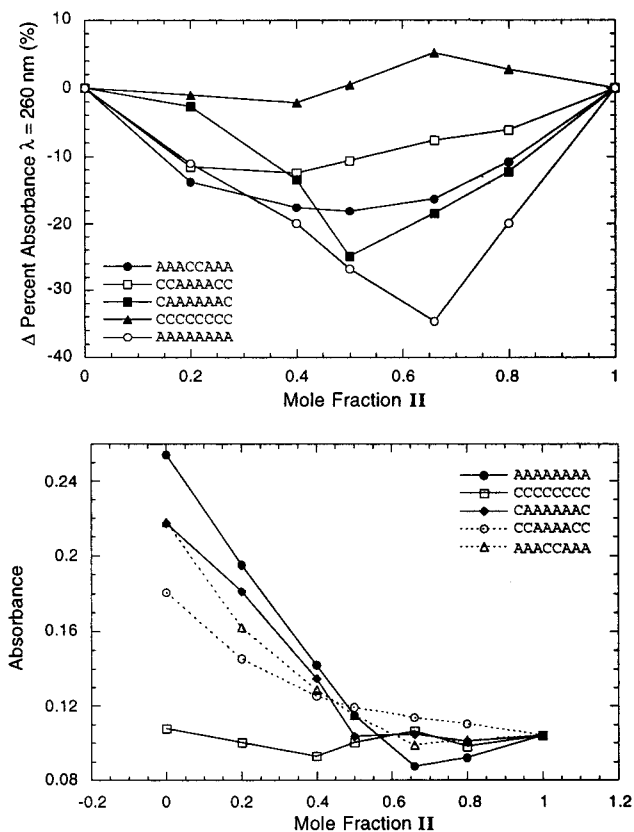 Δ Percent Absorbance λ = 260 nm (%)
10
0
-10
-20
-30
-40
AAACCAAA
CCAAAACC
CAAAAAAC
CCCCCCCC
AAAAAAAA
0
0.2
0.4
0.6
0.8
1
Mole Fraction II
Absorbance
0.24
0.2
0.16
0.12
0.08
AAAAAAAA
CCCCCCCC
CAAAAAAC
CCAAAACC
AAACCAAA
-0.2
0
0.2
0.4
0.6
0.8
1
1.2
Mole Fraction II